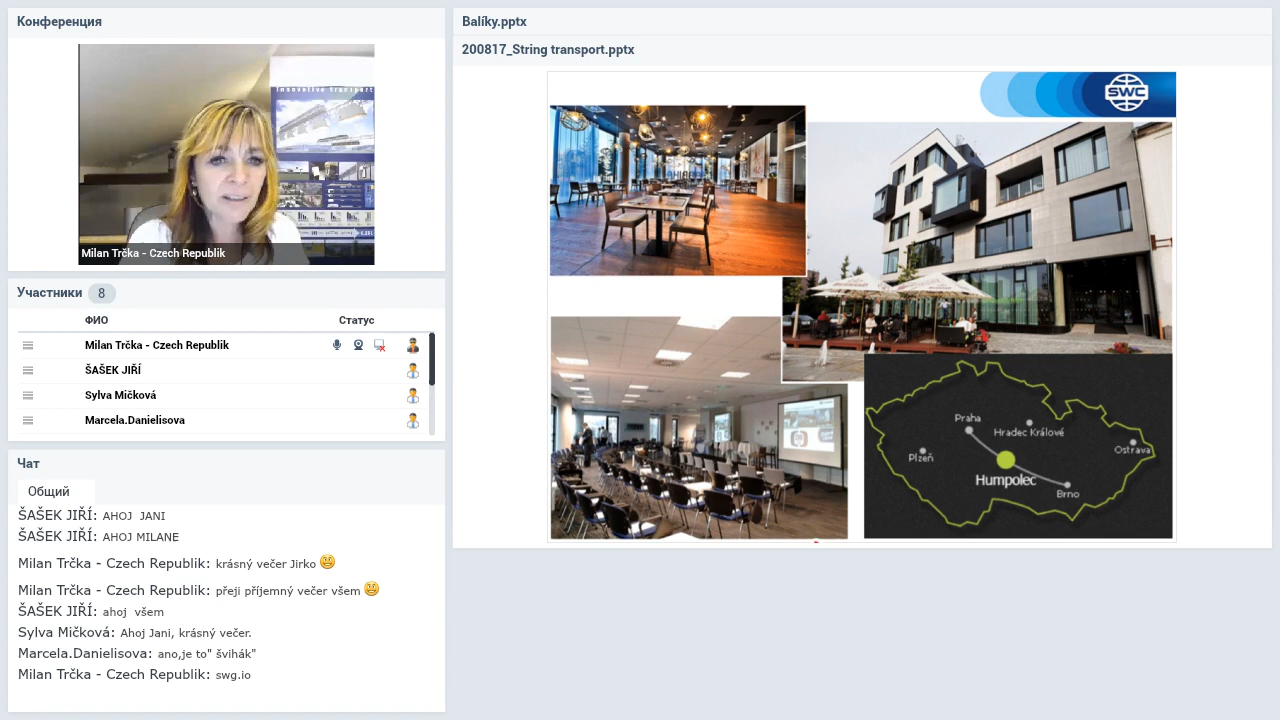 Конференция
Innovative transport
Milan Trčka - Czech Republik
Участники 8
ФИО Статус
Milan Trčka - Czech Republik
ŠAŠEK JIŘÍ
Sylva Mičková
Marcela.Danielisova
Чат
Общий
ŠAŠEK JIŘÍ: AHOJ JANI
ŠAŠEK JIŘÍ: AHOJ MILANE
Milan Trčka - Czech Republik: krásný večer Jirko
Milan Trčka - Czech Republik: přeji příjemný večer všem
ŠAŠEK JIŘÍ: ahoj všem
Sylva Mičková: Ahoj Jani, krásný večer.
Marcela.Danielisova: ano,je to" švihák"
Milan Trčka - Czech Republik: swg.io
Balíky.pptx
200817_String transport.pptx
SWC
Praha
Hradec Králové
Plzeň
Ostrava
Humpolec
Brno